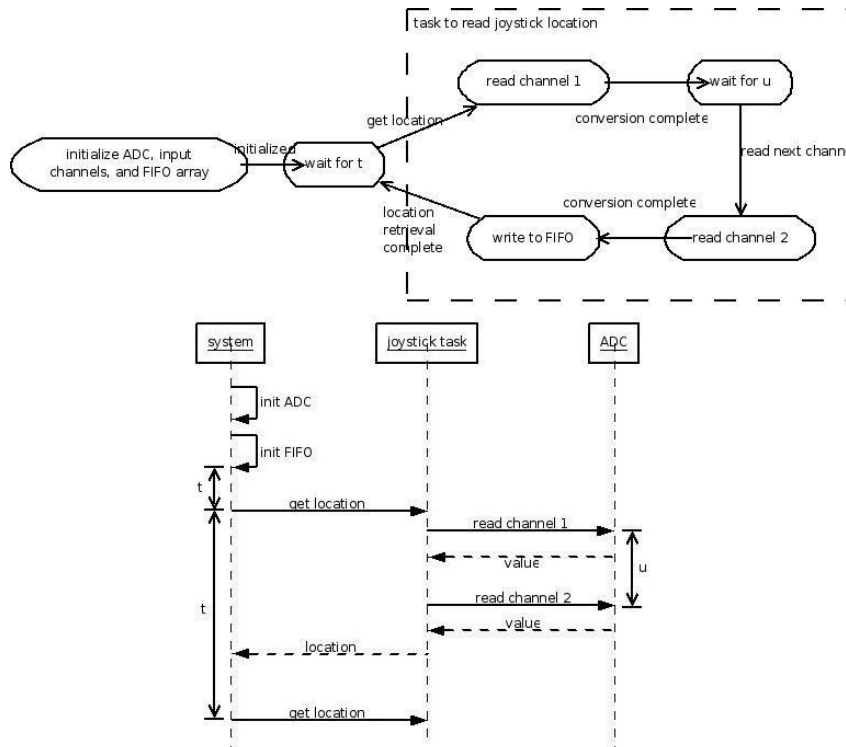 task to read joystick location
read channel 1
wait for u
get location
conversion complete
initialize ADC, input
channels, and FIFO array
initialized
wait for t
read next channel
location
retrieval
complete
conversion complete
write to FIFO
read channel 2
system
joystick task
ADC
init ADC
init FIFO
t
get location
read channel 1
value
u
read channel 2
t
value
location
get location